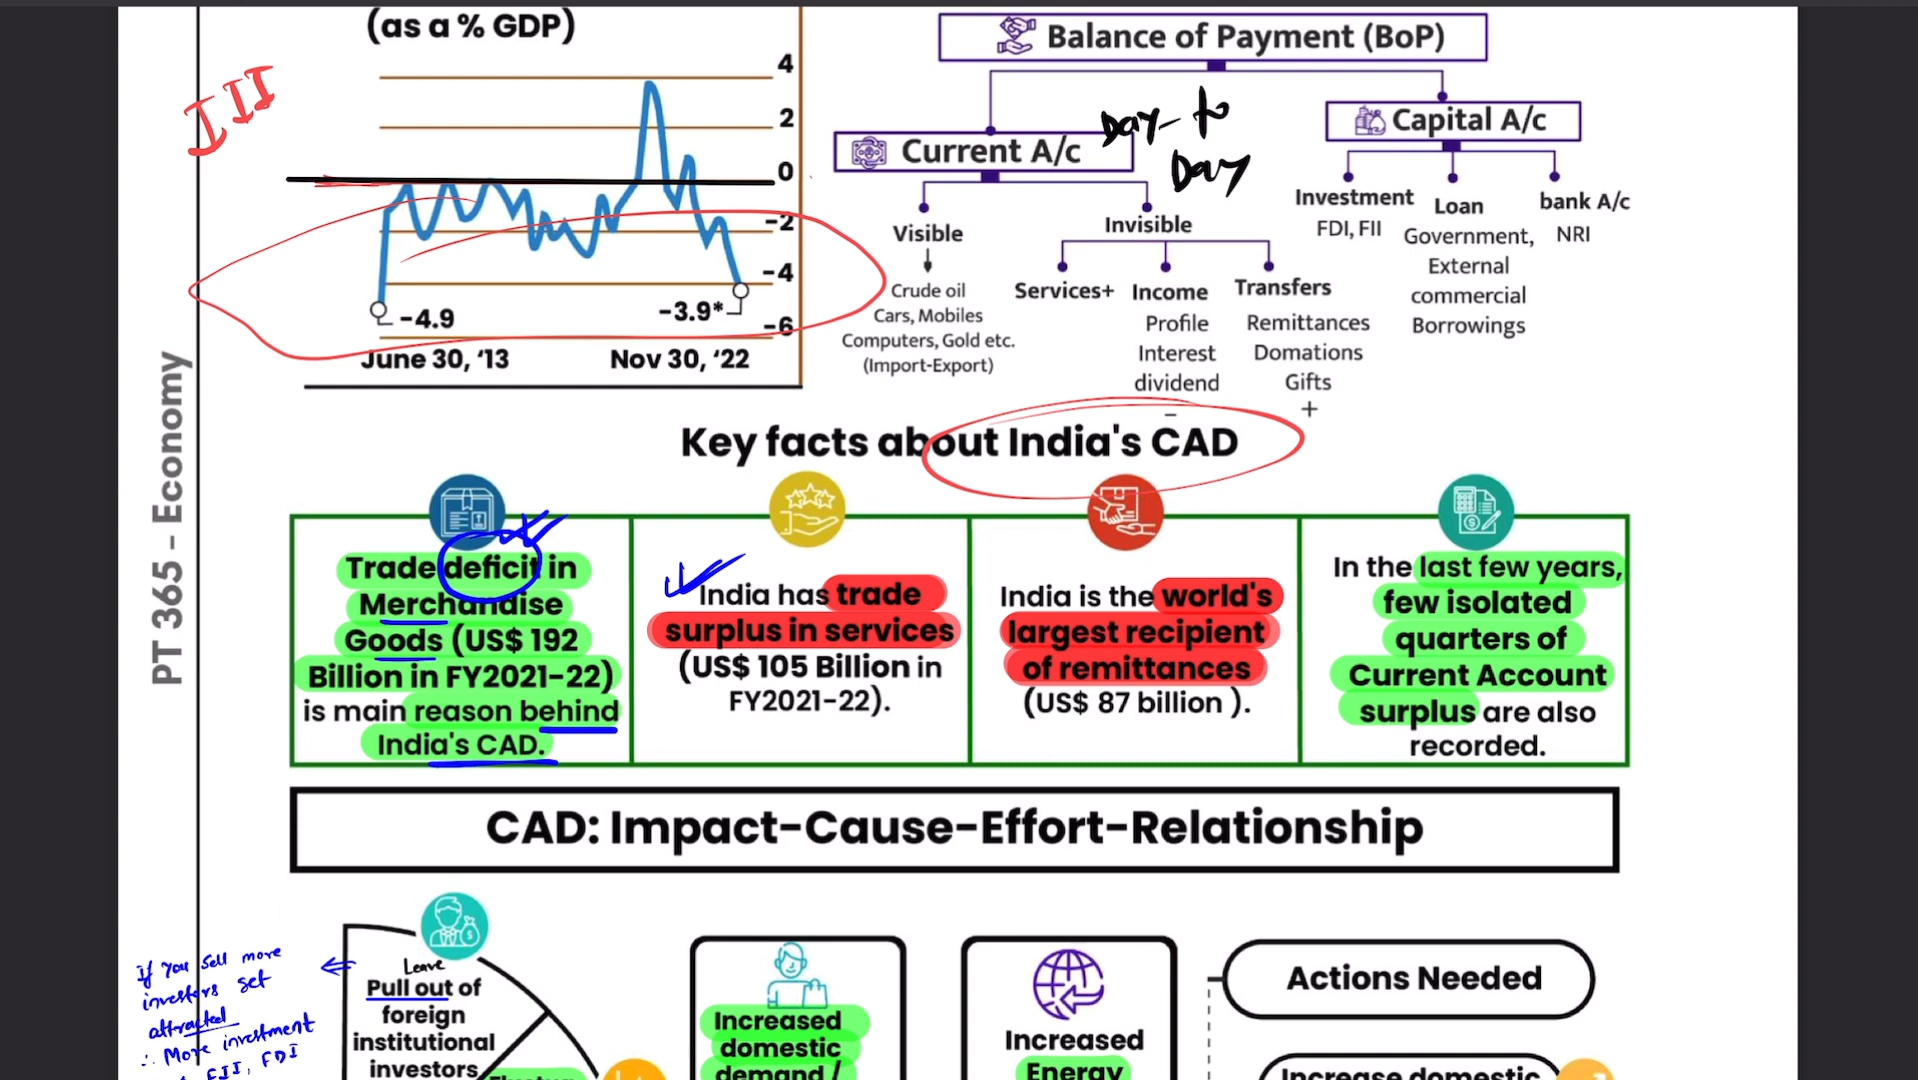 (as a % GDP)
4
2
0
-2
-4
-6
-4.9
-3.9*
June 30, ‘13
Nov 30, ‘22
III
PT 365 - Economy
Balance of Payment (BoP)
Current A/c
Day to
Day
Capital A/c
Visible
Crude oil
Cars, Mobiles
Computers, Gold etc.
(Import-Export)
Invisible
Services+
Income
Profile
Interest
dividend
-
Transfers
Remittances
Domations
Gifts
+
Investment
FDI, FII
Loan
Government,
External
commercial
Borrowings
bank A/c
NRI
Key facts about India's CAD
Trade deficit in
Merchandise
Goods (US$ 192
Billion in FY2021-22)
is main reason behind
India's CAD.
India has trade
surplus in services
(US$ 105 Billion in
FY2021-22).
India is the world's
largest recipient
of remittances
(US$ 87 billion ).
In the last few years,
few isolated
quarters of
Current Account
surplus are also
recorded.
CAD: Impact-Cause-Effort-Relationship
If you sell more
investors get
attracted
∴ More investment
FII, FDI
Leave
Pull out of
foreign
institutional
investors
Increased
domestic
demand /
Increased
Energy
Actions Needed
Increase domestic